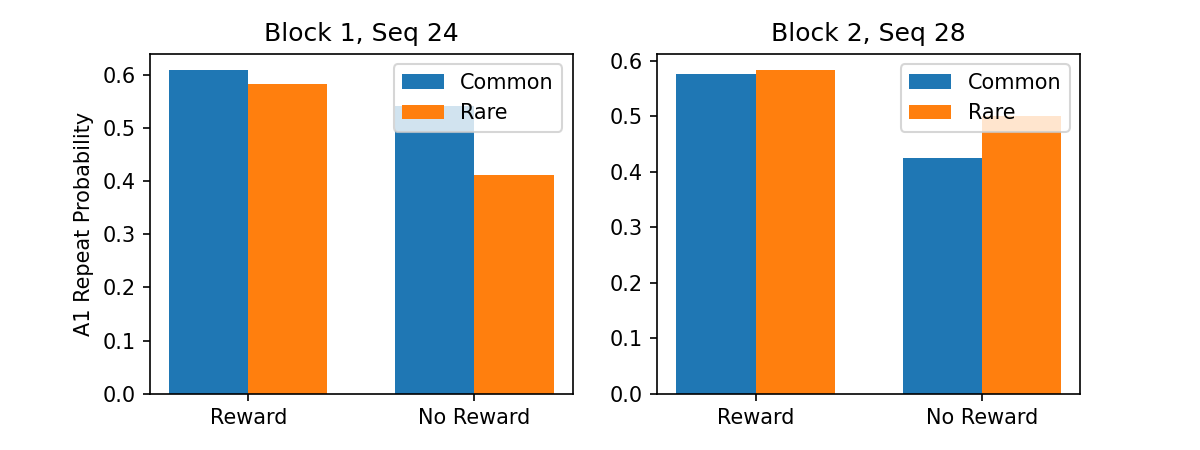 Block 1, Seq 24
A1 Repeat Probability
0.6
0.5
0.4
0.3
0.2
0.1
0.0
Common
Rare
Reward
No Reward
Block 2, Seq 28
0.6
0.5
0.4
0.3
0.2
0.1
0.0
Common
Rare
Reward
No Reward